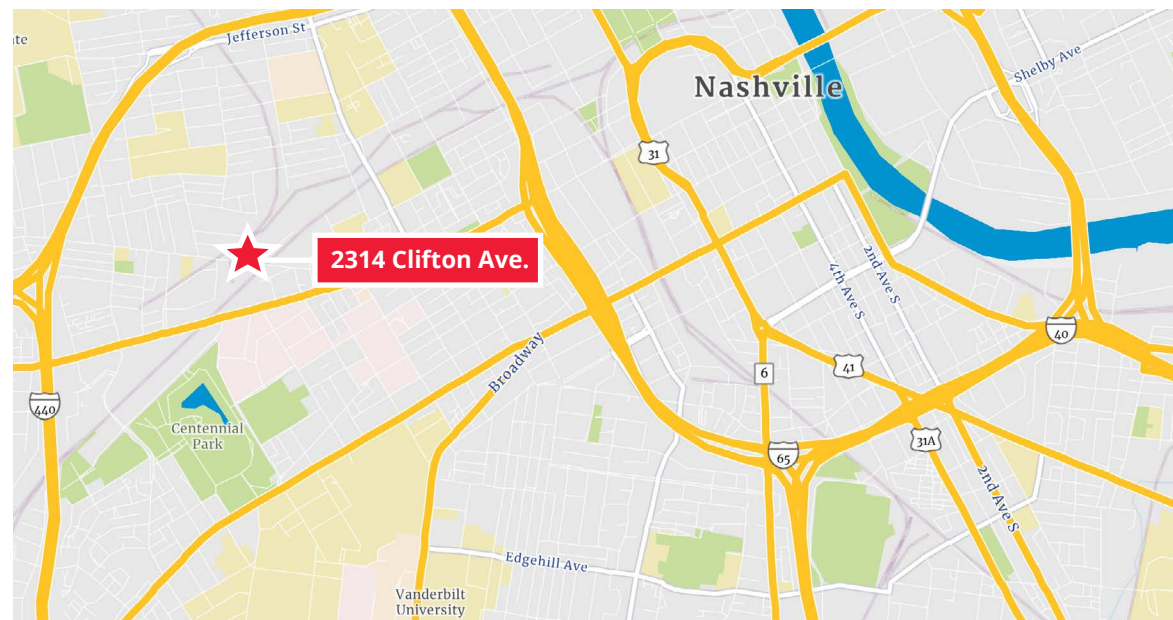 te
Jefferson St
Nashville
Shelby Ave
31
2314 Clifton Ave.
2nd Ave S
4th Ave S
40
Broadway
6
41
440
Centennial
Park
31A
65
2nd Ave S
Edgehill Ave
Vanderbilt
University